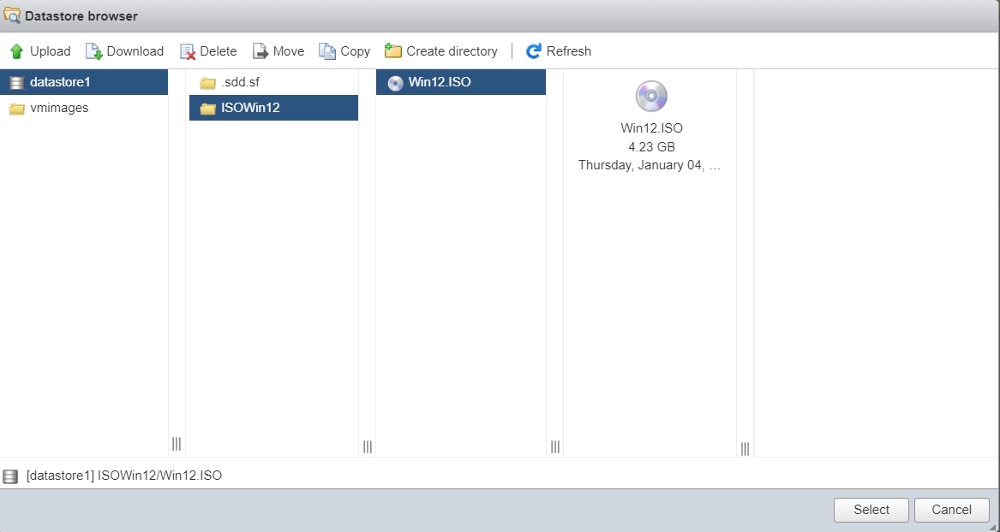 Datastore browser
Upload Download Delete Move Copy Create directory Refresh
datastore1
vmimages
.sdd.sf
ISOWin12
Win12.ISO
Win12.ISO
4.23 GB
Thursday, January 04, ...
[datastore1] ISOWin12/Win12.ISO
Select Cancel